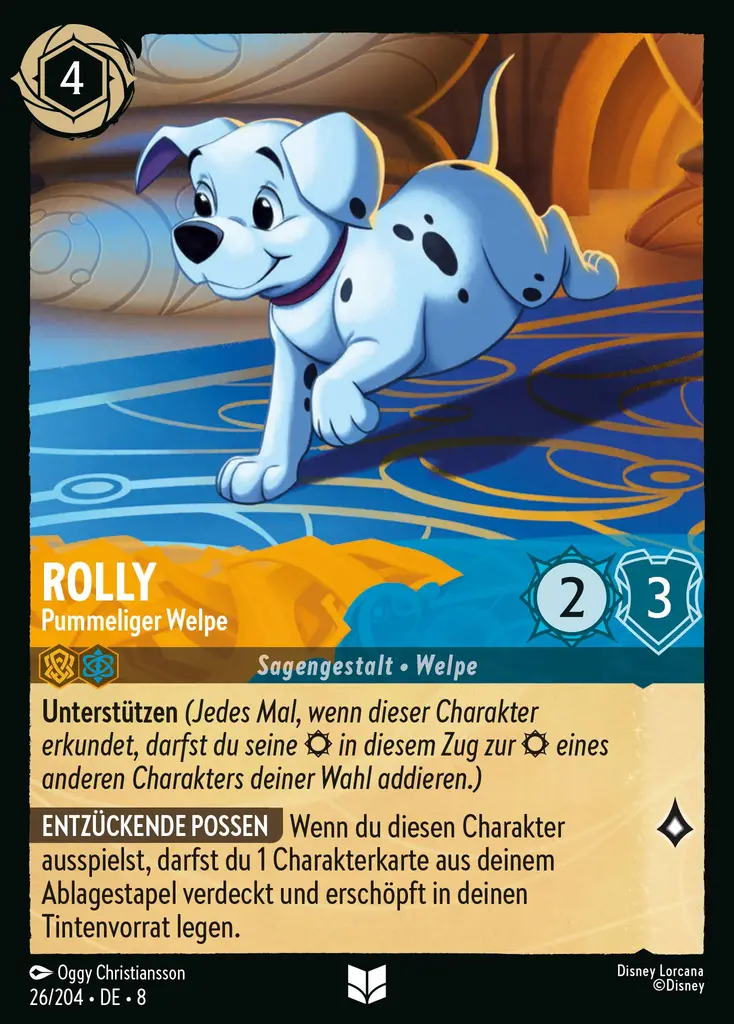 4
ROLLY
Pummeliger Welpe
2
3
Sagengestalt • Welpe
Unterstützen (Jedes Mal, wenn dieser Charakter
erkundet, darfst du seine in diesem Zug zur eines
anderen Charakters deiner Wahl addieren.)
ENTZÜCKENDE POSSEN Wenn du diesen Charakter
ausspielst, darfst du 1 Charakterkarte aus deinem
Ablagestapel verdeckt und erschöpft in deinen
Tintenvorrat legen.
Oggy Christiansson
26/204 • DE • 8
Disney Lorcana
©Disney